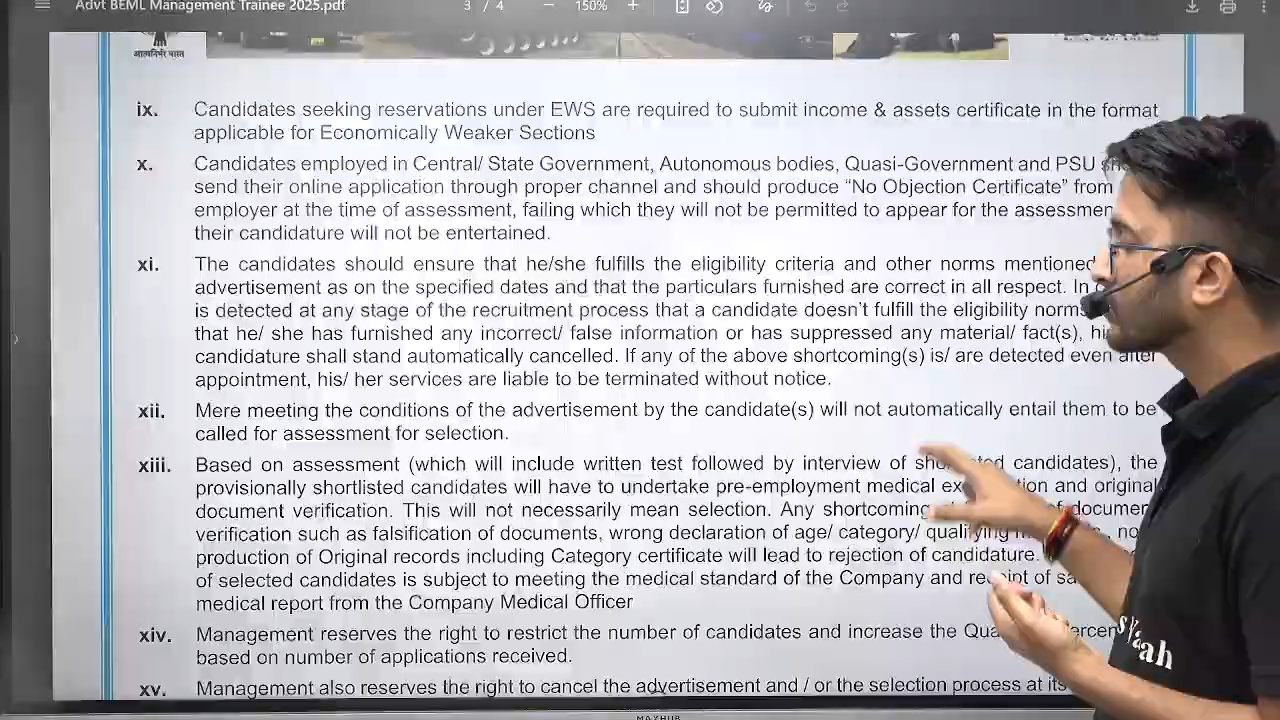 Advt BEML Management Trainee 2025.pdf 3 / 4 150%
आत्मनिर्भर भारत
ix. Candidates seeking reservations under EWS are required to submit income & assets certificate in the format
applicable for Economically Weaker Sections
x. Candidates employed in Central/ State Government, Autonomous bodies, Quasi-Government and PSU
send their online application through proper channel and should produce “No Objection Certificate” from
employer at the time of assessment, failing which they will not be permitted to appear for the
their candidature will not be entertained.
xi. The candidates should ensure that he/she fulfills the eligibility criteria and other norms mentioned
advertisement as on the specified dates and that the particulars furnished are correct in all respect. In
is detected at any stage of the recruitment process that a candidate doesn’t fulfill the eligibility norms
that he/ she has furnished any incorrect/ false information or has suppressed any material/ fact(s),
candidature shall stand automatically cancelled. If any of the above shortcoming(s) is/ are detected even after
appointment, his/ her services are liable to be terminated without notice.
xii. Mere meeting the conditions of the advertisement by the candidate(s) will not automatically entail them to be
called for assessment for selection.
xiii. Based on assessment (which will include written test followed by interview of candidates), the
provisionally shortlisted candidates will have to undertake pre-employment medical and original
document verification. This will not necessarily mean selection. Any shortcoming
verification such as falsification of documents, wrong declaration of age/ category/ qualifying
production of Original records including Category certificate will lead to rejection of candidature.
of selected candidates is subject to meeting the medical standard of the Company and of
medical report from the Company Medical Officer
xiv. Management reserves the right to restrict the number of candidates and increase the
based on number of applications received.
xv. Management also reserves the right to cancel the advertisement and / or the selection process at its
MAXHUB